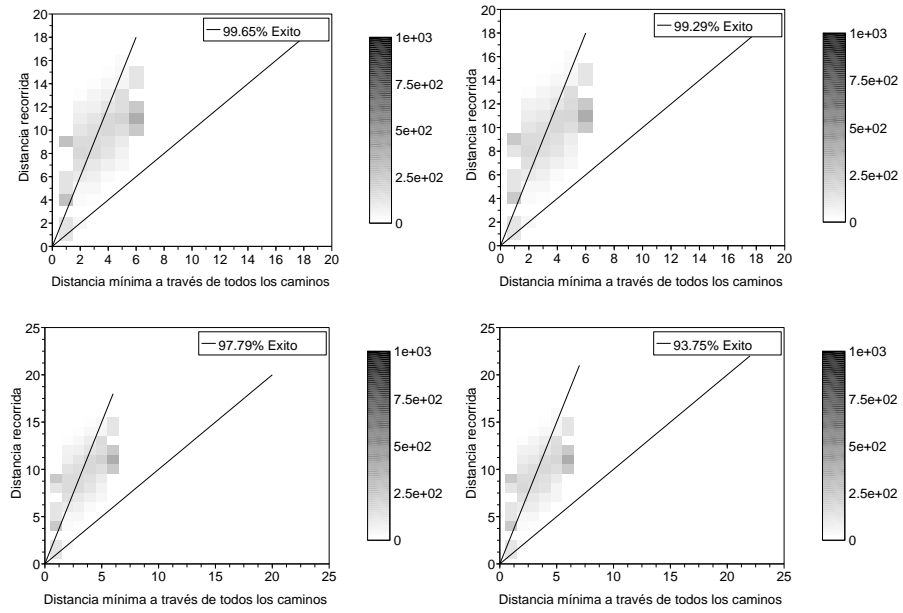 20
18
16
14
12
10
8
6
4
2
0
Distancia recorrida
99.65% Exito
0 2 4 6 8 10 12 14 16 18 20
Distancia mínima a través de todos los caminos
1e+03
7.5e+02
5e+02
2.5e+02
0
20
18
16
14
12
10
8
6
4
2
0
Distancia recorrida
99.29% Exito
0 2 4 6 8 10 12 14 16 18 20
Distancia mínima a través de todos los caminos
1e+03
7.5e+02
5e+02
2.5e+02
0
25
20
15
10
5
0
Distancia recorrida
97.79% Exito
0 5 10 15 20 25
Distancia mínima a través de todos los caminos
1e+03
7.5e+02
5e+02
2.5e+02
0
25
20
15
10
5
0
Distancia recorrida
93.75% Exito
0 5 10 15 20 25
Distancia mínima a través de todos los caminos
1e+03
7.5e+02
5e+02
2.5e+02
0